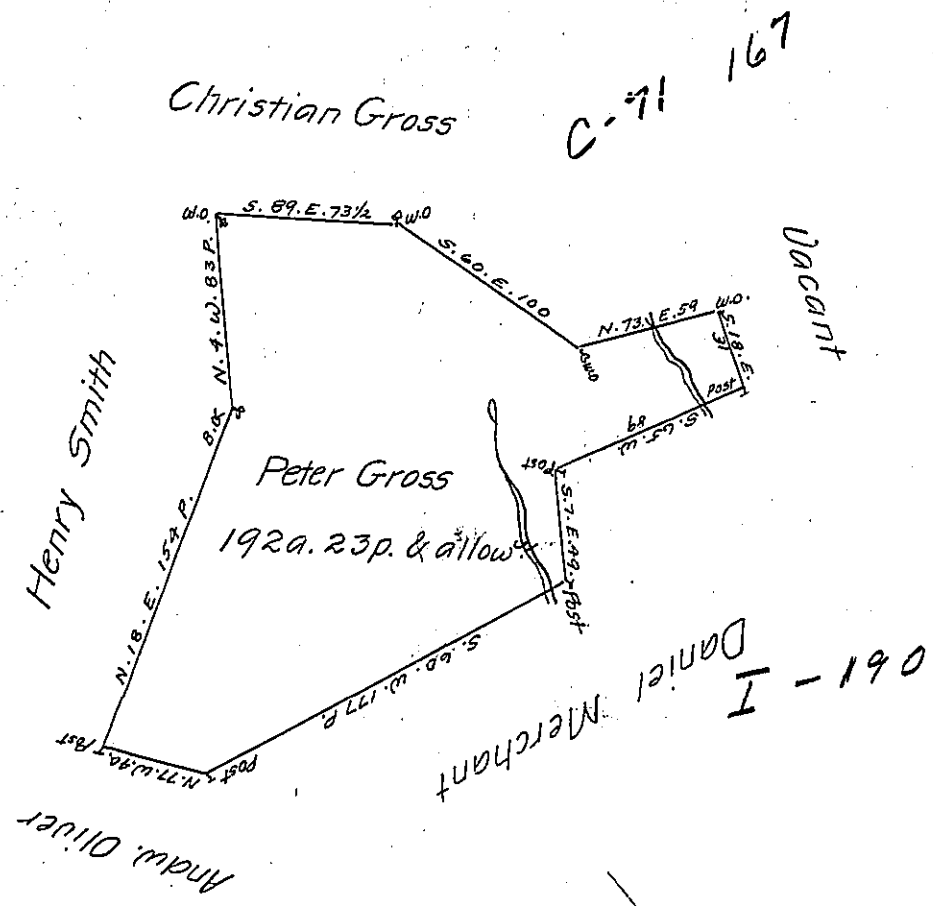 C-71 167
Christian Gross
W.O.
S. 89. E. 73½
W.O
S. 60. E. 100
W.O
N. 73. E. 59
W.O.
S. 18. E.
31
Post
Vacant
S. 65. W.
89
Post
S. 7. E. 49.
Post
N. 4. W. 83 P.
B.O.
Henry Smith
N. 18. E. 154 P.
Peter Gross
192a. 23p. & allow
S. 60. W. 177 P.
Post
N. 77. W. 40.
Post
Daniel Merchant
I - 190
Andw. Oliver